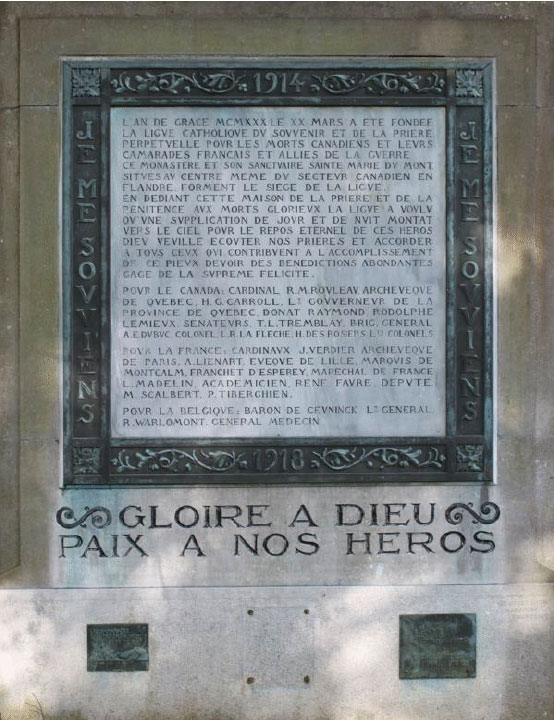 1914
JE ME SOVVIENS
JE ME SOVVIENS
L'AN DE GRACE MCMXXX LE XX MARS A ETE FONDEE
LA LIGVE CATHOLIQVE DV SOVVENIR ET DE LA PRIERE
PERPETVELLE POVR LES MORTS CANADIENS ET LEVRS
CAMARADES FRANCAIS ET ALLIES DE LA GVERRE.
CE MONASTERE ET SON SANCTVAIRE SAINTE MARIE DV MONT
SITVES AV CENTRE MEME DV SECTEVR CANADIEN EN
FLANDRE, FORMENT LE SIEGE DE LA LIGVE.
EN DEDIANT CETTE MAISON DE LA PRIERE ET DE LA
PENITENCE AVX MORTS GLORIEVX LA LIGVE A VOVLV
QV'VNE SVPPLICATION DE JOVR ET DE NVIT MONTAT
VERS LE CIEL POVR LE REPOS ETERNEL DE CES HEROS
DIEV VEVILLE ECOVTER NOS PRIERES ET ACCORDER
A TOVS CEVX QVI CONTRIBVENT A L'ACCOMPLISSEMENT
DE CE PIEVX DEVOIR DES BENEDICTIONS ABONDANTES
GAGE DE LA SVPREME FELICITE.
POVR LE CANADA: CARDINAL R.M.ROVLEAV ARCHEVEQVE
DE QVEBEC, H.G.CARROLL, LT GOVVERNEVR DE LA
PROVINCE DE QVEBEC, DONAT RAYMOND, RODOLPHE
LEMIEVX, SENATEVRS, T.L.TREMBLAY, BRIG. GENERAL
A.E DVBVC COLONEL, L.R.LA FLECHE, H.DES ROSIERS LTS COLONELS
POVR LA FRANCE: CARDINAVX J.VERDIER ARCHEVEQVE
DE PARIS, A.LIENART, EVEQVE DE LILLE, MARQVIS DE
MONTCALM, FRANCHET D'ESPEREY, MARECHAL DE FRANCE
L.MADELIN, ACADEMICIEN, RENE FAVRE, DEPVTE
M.SCALBERT, P.TIBERGHIEN.
POVR LA BELGIQVE: BARON DE CEVNINCK LT GENERAL,
R.WARLOMONT, GENERAL MEDECIN
1918
GLOIRE A DIEU
PAIX A NOS HEROS